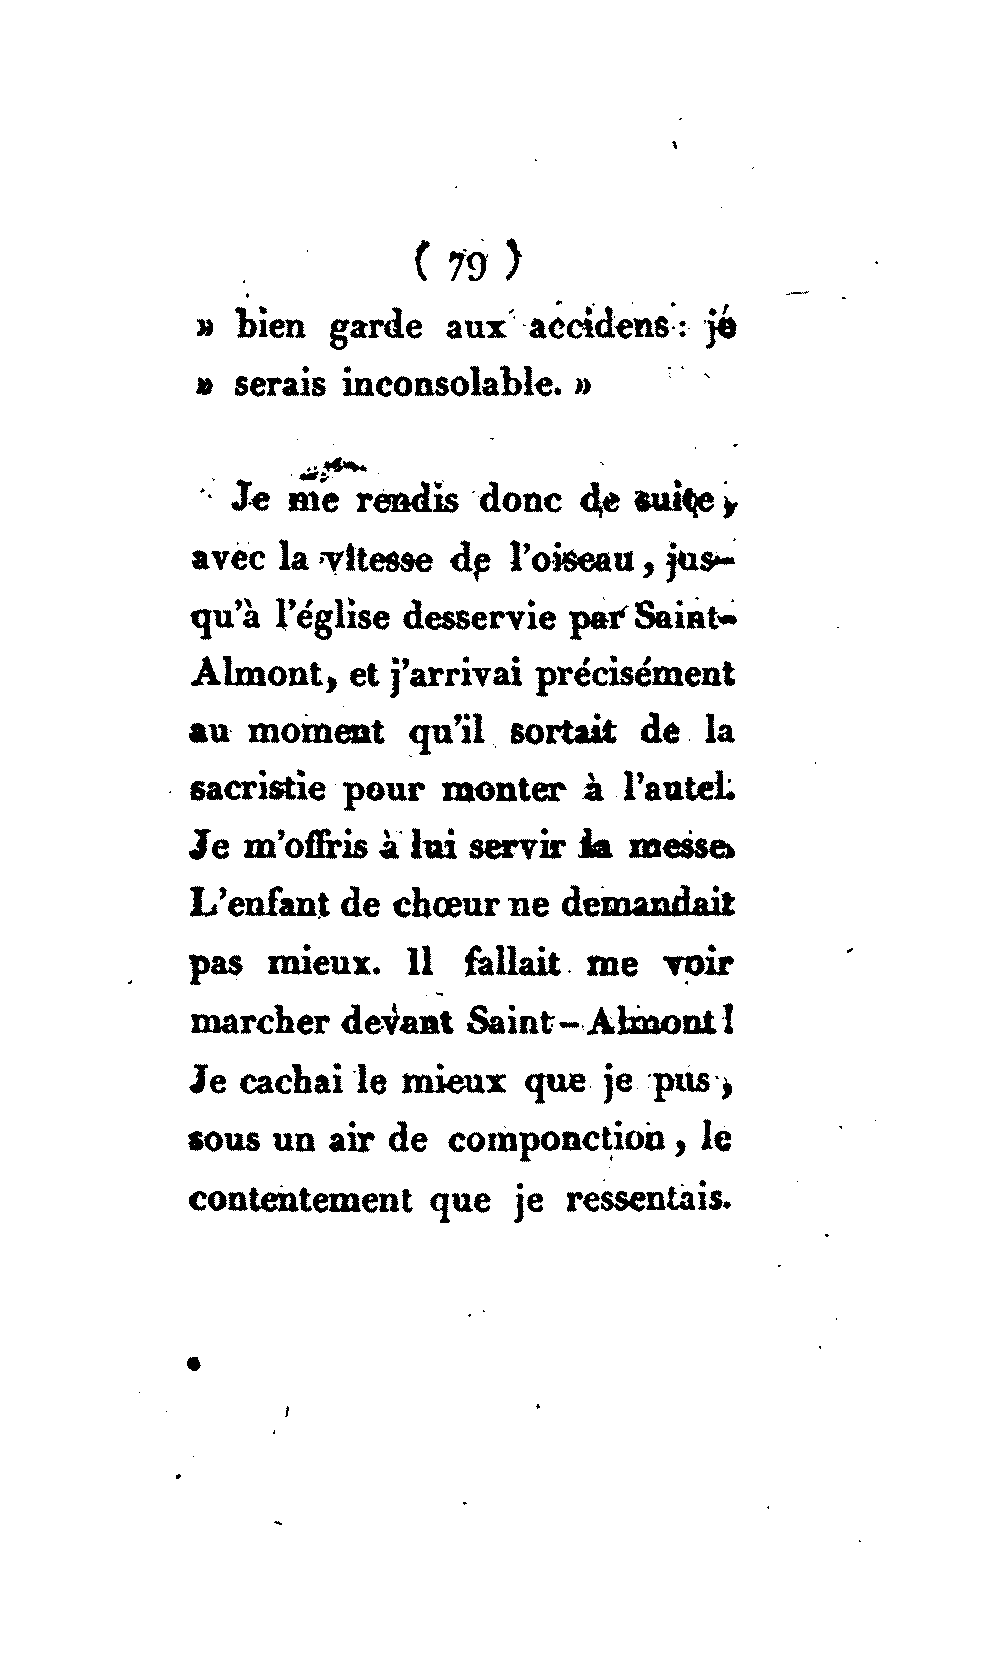 ( 79 )
» bien garde aux accidens : je
» serais inconsolable. »
Je me rendis donc de suite,
avec la vitesse de l'oiseau, jus-
qu'à l'église desservie par Saint-
Almont, et j'arrivai précisément
au moment qu'il sortait de la
sacristie pour monter à l'autel.
Je m'offris à lui servir la messe.
L'enfant de chœur ne demandait
pas mieux. Il fallait me voir
marcher devant Saint-Almont !
Je cachai le mieux que je pus,
sous un air de componction, le
contentement que je ressentais.